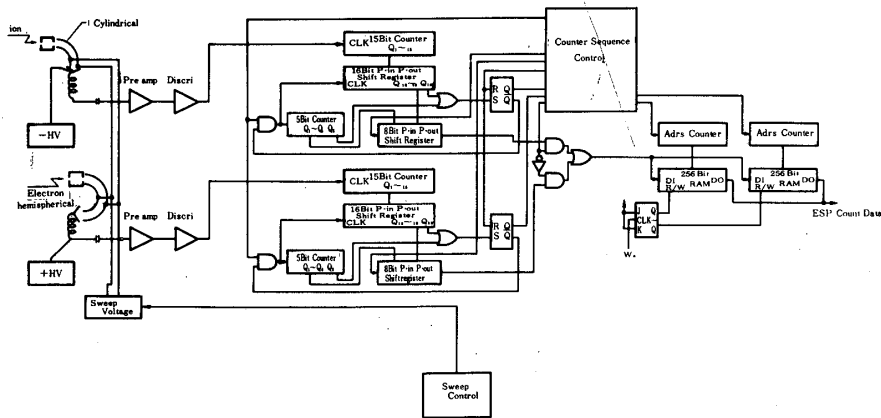 ion
Cylindrical
Pre amp
Discri
-HV
CLK 15Bit Counter
16Bit P-in P-out
Shift Register
CLK
5Bit Counter
8Bit P-in P-out
Shift Register
R Q
S Q
Counter Sequence
Control
Adrs Counter
Adrs Counter
256 Bit
DI RAM DO
R/W
256 Bit
DI RAM DO
R/W
J Q
CLK
K Q
ESP Count Data
Electron
hemispherical
Pre amp
Discri
+HV
CLK 15Bit Counter
16Bit P-in P-out
Shift Register
CLK
5Bit Counter
8Bit P-in P-out
Shiftregister
R Q
S Q
Sweep
Voltage
Sweep
Control